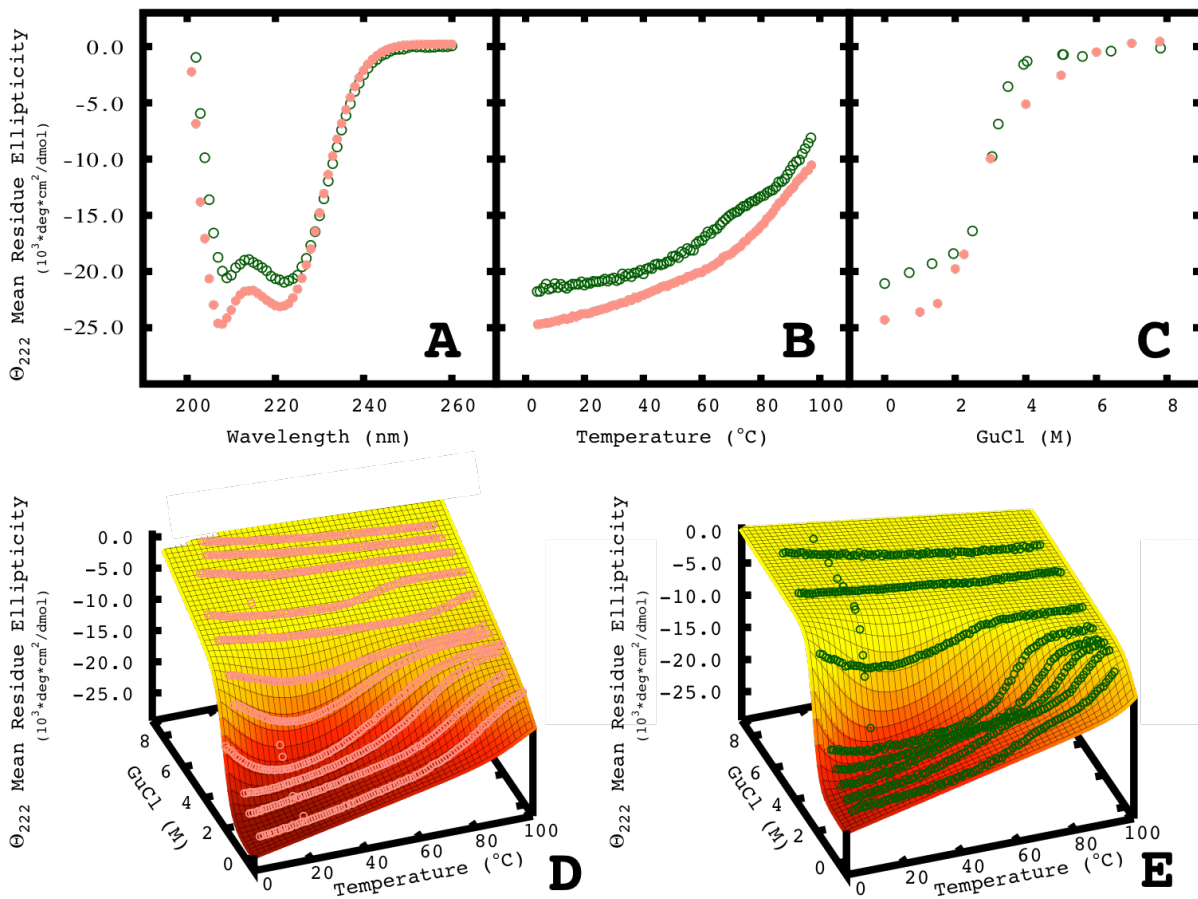 Θ222 Mean Residue Ellipticity
(10³*deg*cm²/dmol)
0.0
-5.0
-10.0
-15.0
-20.0
-25.0
A
B
C
200 220 240 260
0 20 40 60 80 100
0 2 4 6 8
Wavelength (nm)
Temperature (°C)
GuCl (M)
Θ222 Mean Residue Ellipticity
(10³*deg*cm²/dmol)
0.0
-5.0
-10.0
-15.0
-20.0
-25.0
8
6
4
2
0
GuCl (M)
0 20 40 60 80 100
Temperature (°C)
D
Θ222 Mean Residue Ellipticity
(10³*deg*cm²/dmol)
0.0
-5.0
-10.0
-15.0
-20.0
-25.0
8
6
4
2
0
GuCl (M)
0 20 40 60 80 100
Temperature (°C)
E